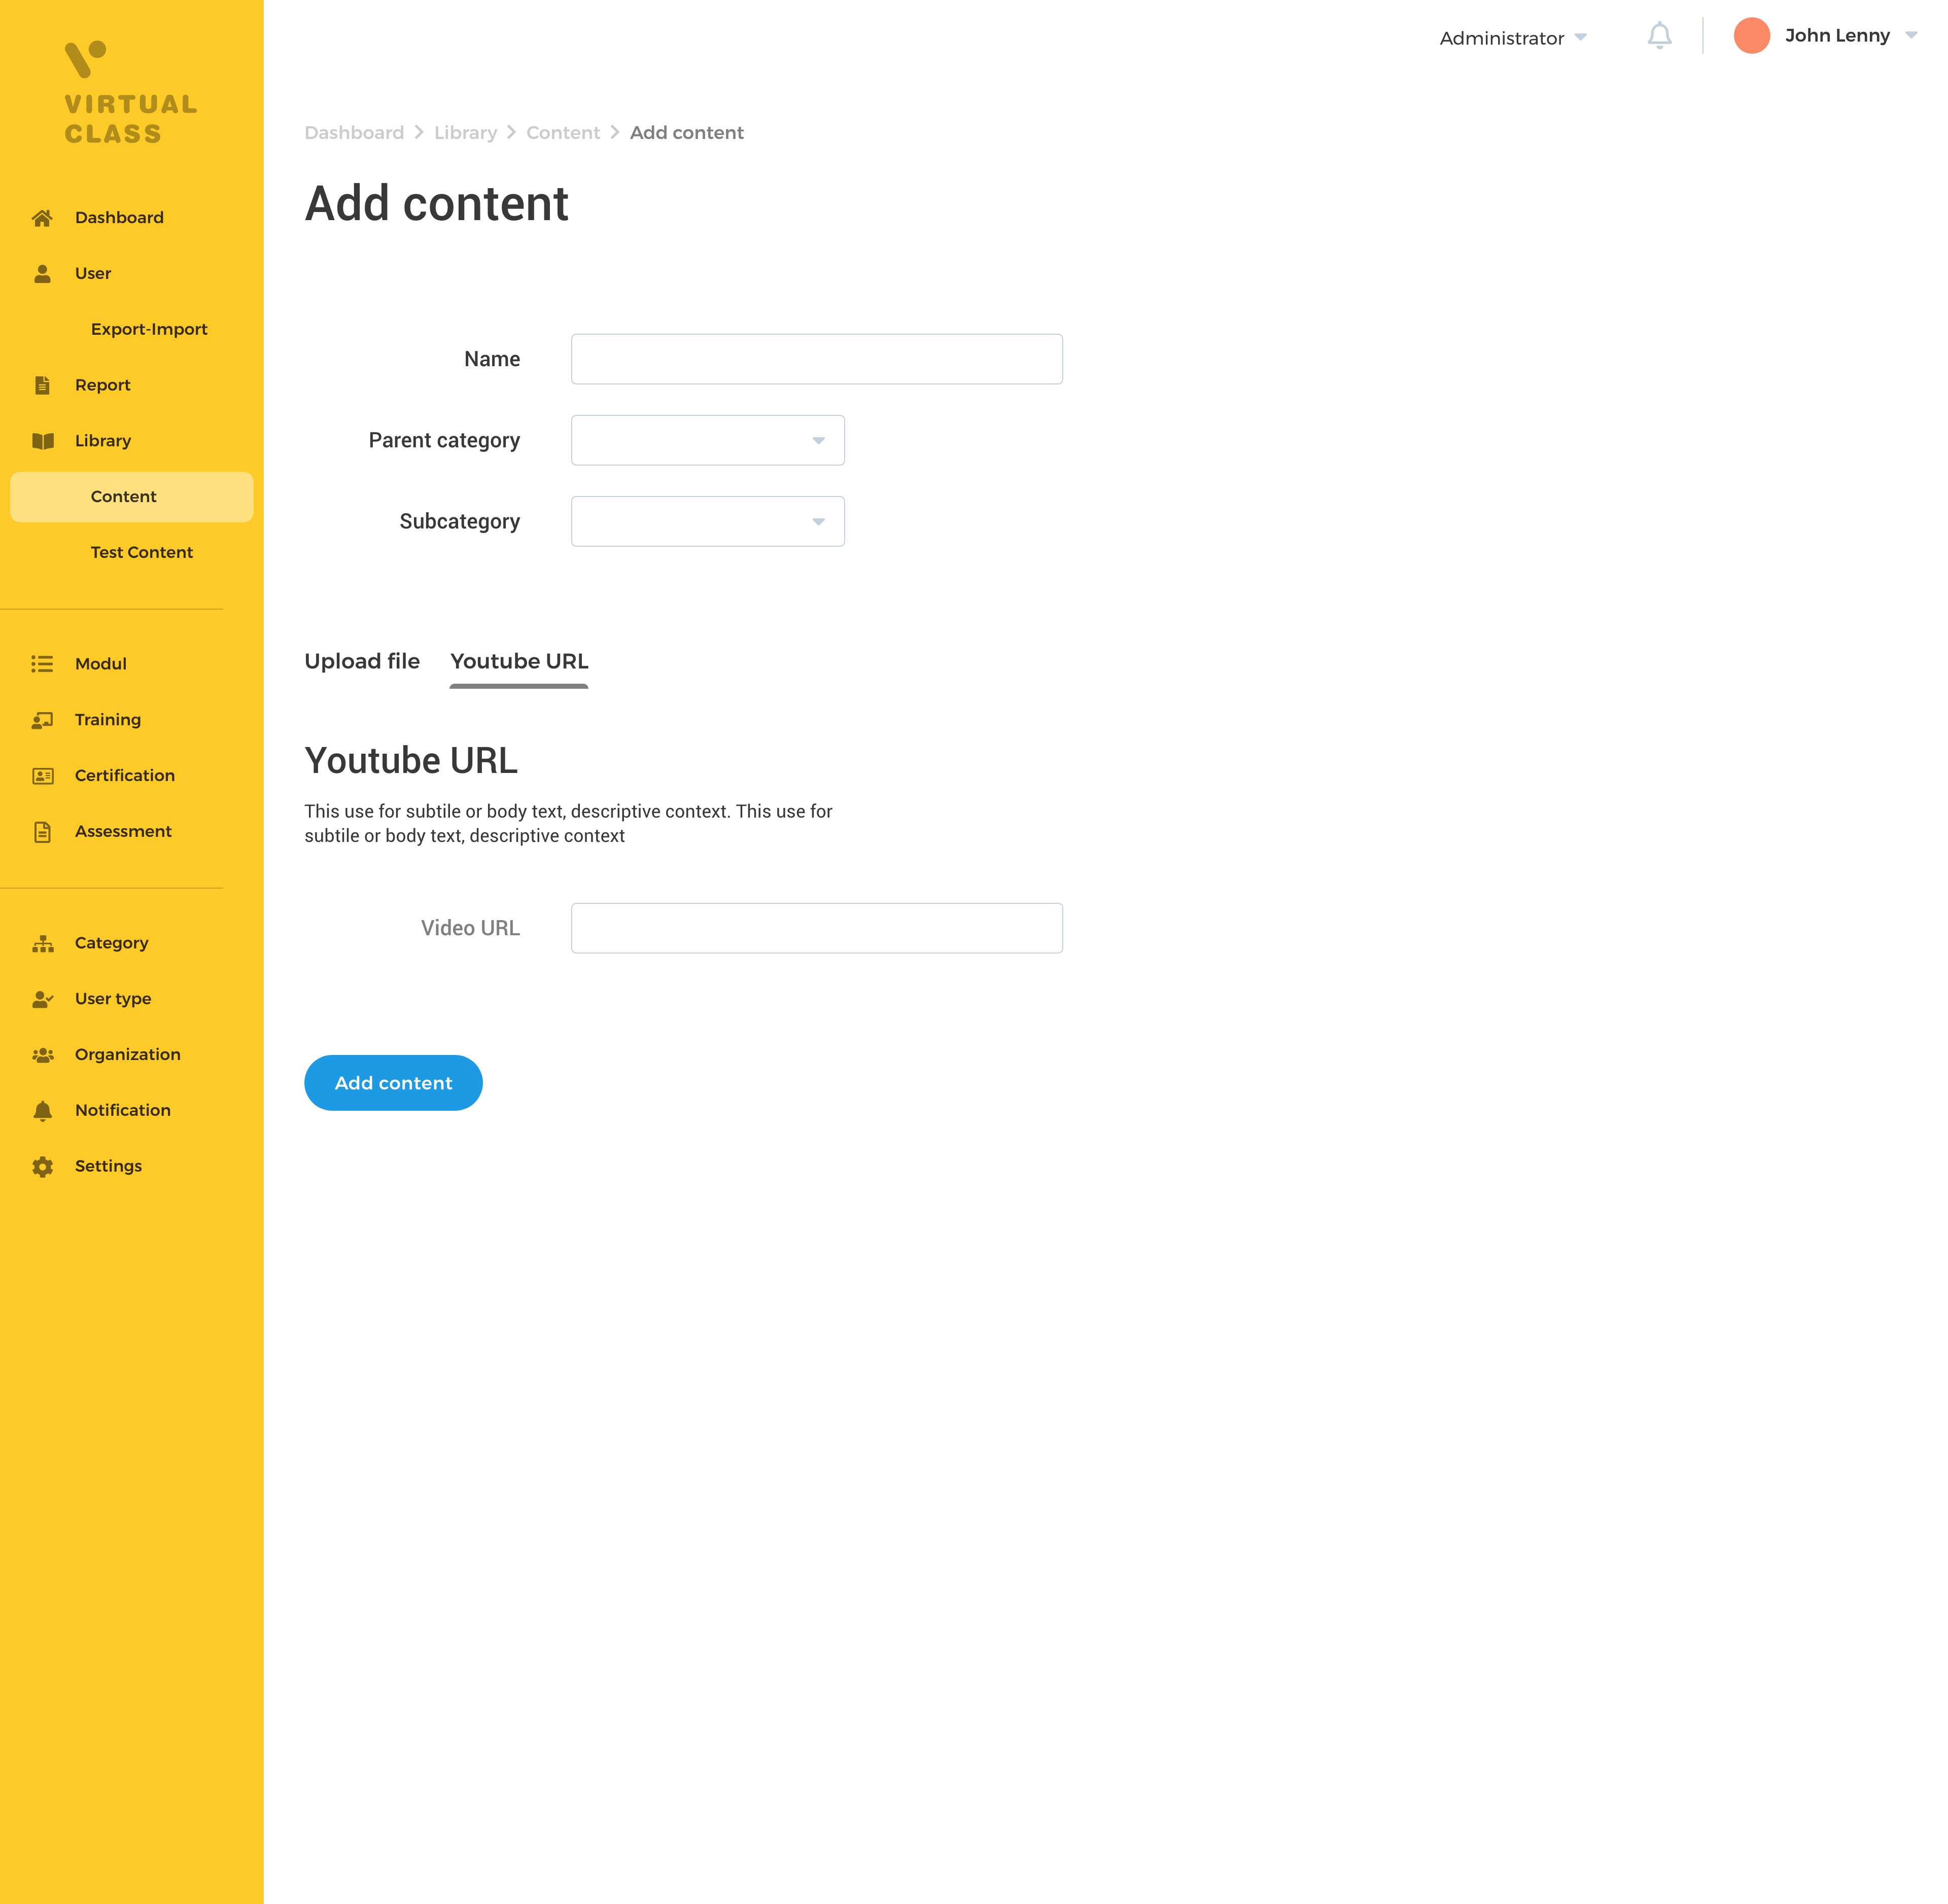 VIRTUAL
CLASS
Dashboard
User
Export-Import
Report
Library
Content
Test Content
Modul
Training
Certification
Assessment
Category
User type
Organization
Notification
Settings
Administrator
John Lenny
Dashboard > Library > Content > Add content
Add content
Name
Parent category
Subcategory
Upload file Youtube URL
Youtube URL
This use for subtile or body text, descriptive context. This use for
subtile or body text, descriptive context
Video URL
Add content